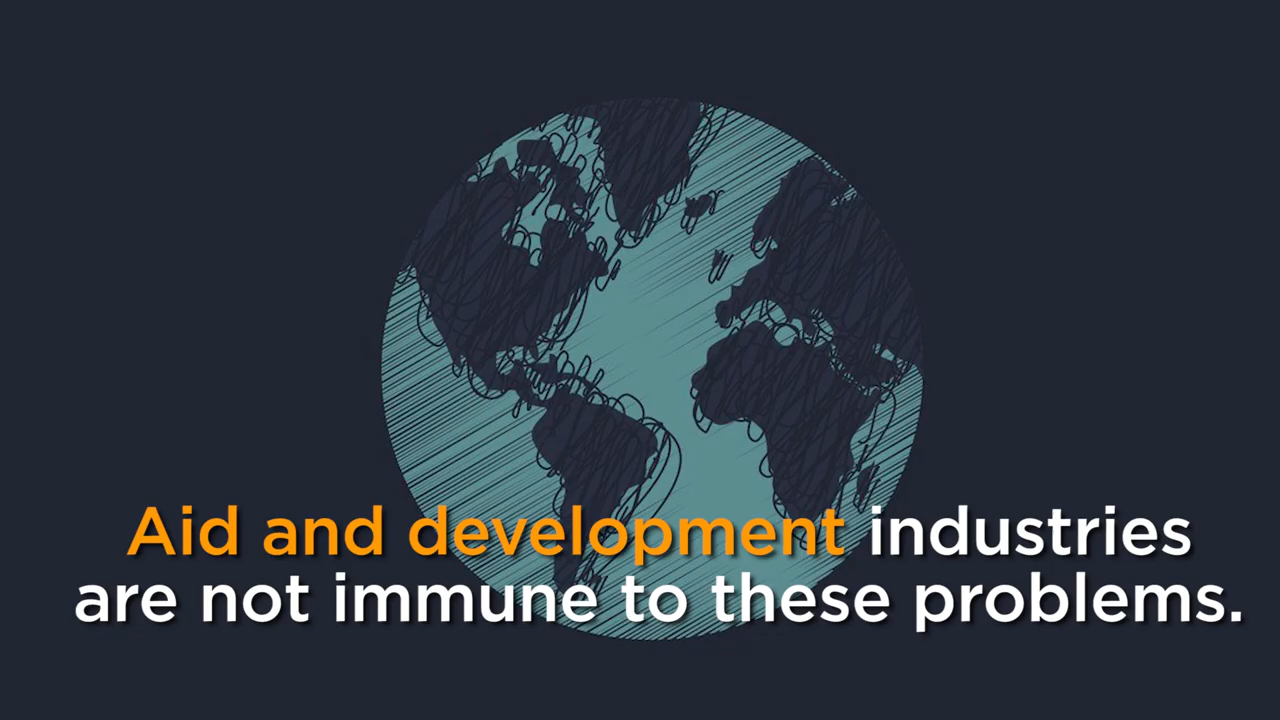 Aid and development industries
are not immune to these problems.